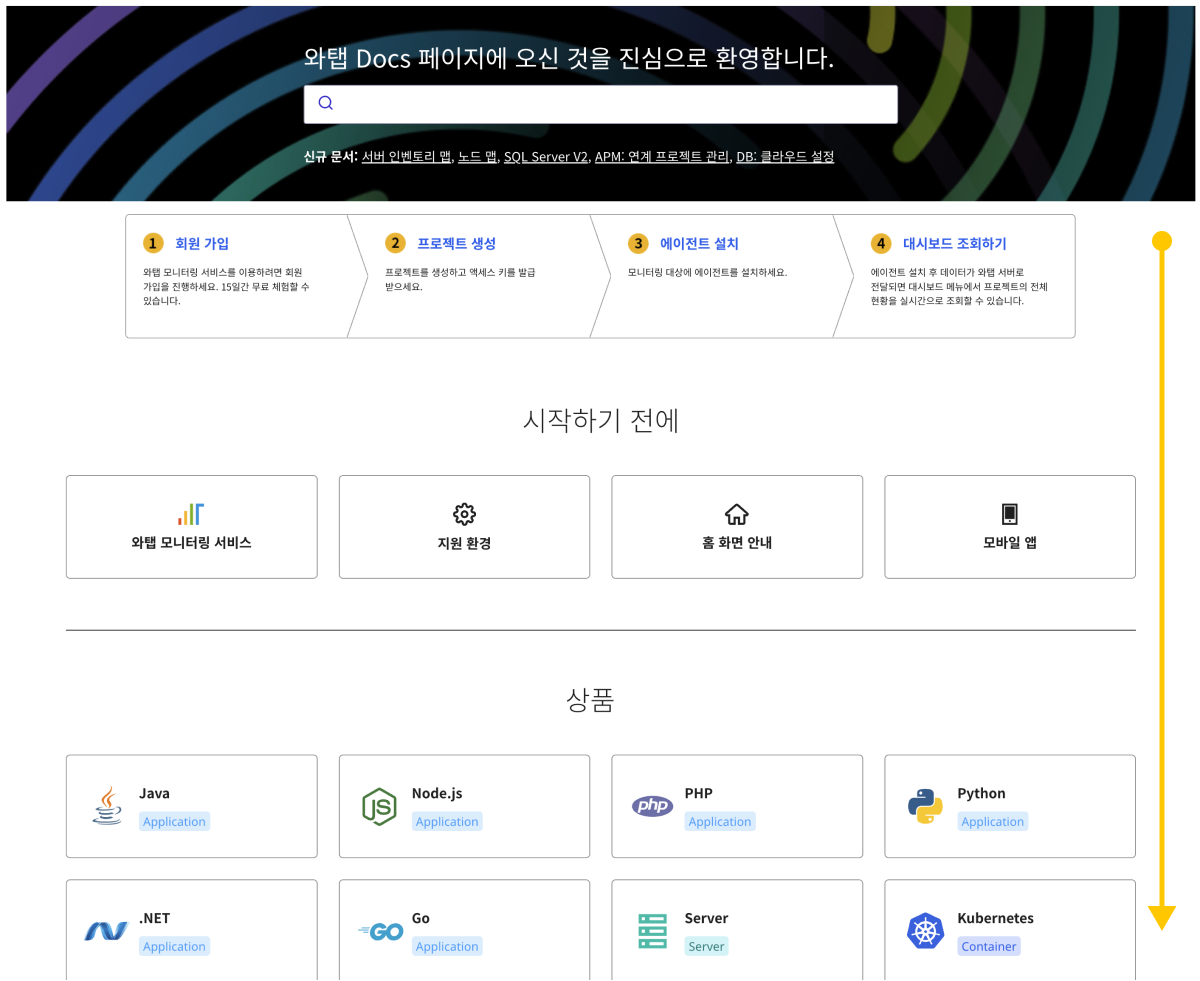 와탭 Docs 페이지에 오신 것을 진심으로 환영합니다.
신규 문서: 서버 인벤토리 맵, 노드 맵, SQL Server V2, APM: 연계 프로젝트 관리, DB: 클라우드 설정
1 회원 가입
와탭 모니터링 서비스를 이용하려면 회원
가입을 진행하세요. 15일간 무료 체험할 수
있습니다.
2 프로젝트 생성
프로젝트를 생성하고 액세스 키를 발급
받으세요.
3 에이전트 설치
모니터링 대상에 에이전트를 설치하세요.
4 대시보드 조회하기
에이전트 설치 후 데이터가 와탭 서버로
전달되면 대시보드 메뉴에서 프로젝트의 전체
현황을 실시간으로 조회할 수 있습니다.
시작하기 전에
와탭 모니터링 서비스
지원 환경
홈 화면 안내
모바일 앱
상품
Java
Application
Node.js
Application
php
PHP
Application
Python
Application
.NET
Application
GO
Go
Application
Server
Server
Kubernetes
Container